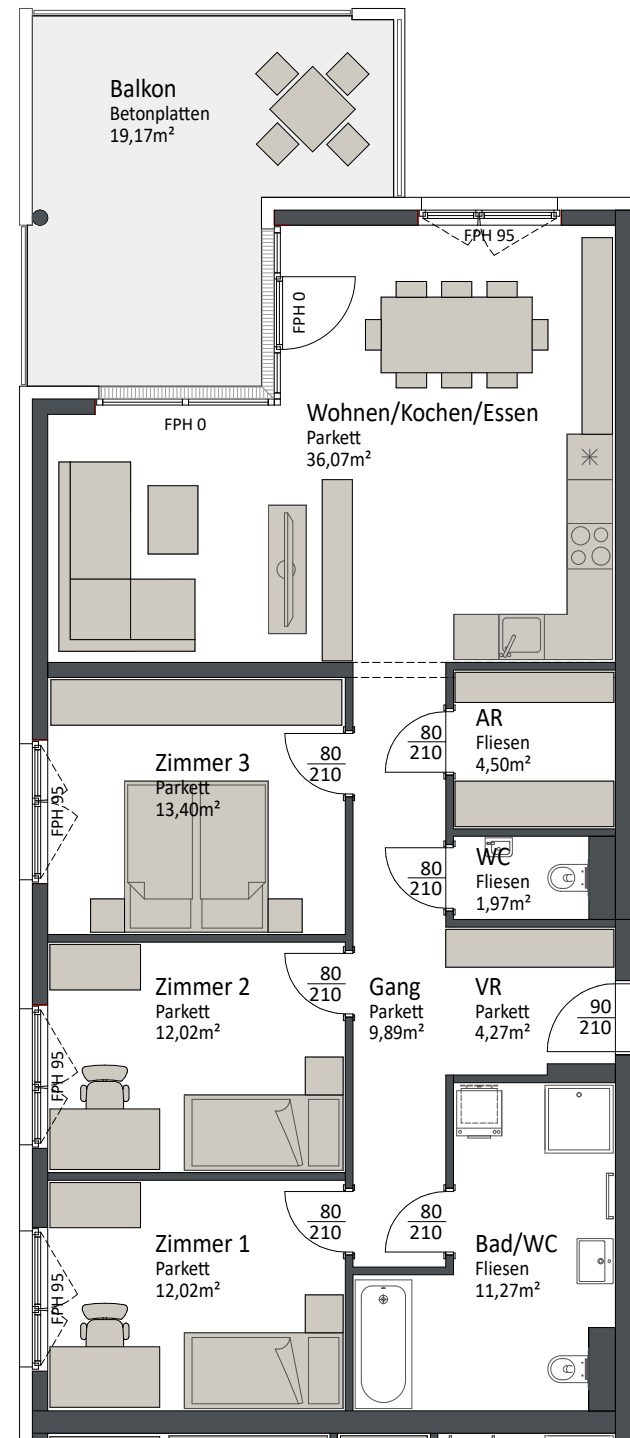 Balkon
Betonplatten
19,17m²
FPH 95
FPH 0
FPH 0
Wohnen/Kochen/Essen
Parkett
36,07m²
AR
Fliesen
4,50m²
80
210
80
210
Zimmer 3
Parkett
13,40m²
FPH 95
WC
Fliesen
1,97m²
80
210
Zimmer 2
Parkett
12,02m²
80
210
Gang
Parkett
9,89m²
VR
Parkett
4,27m²
90
210
FPH 95
Zimmer 1
Parkett
12,02m²
80
210
80
210
Bad/WC
Fliesen
11,27m²
FPH 95